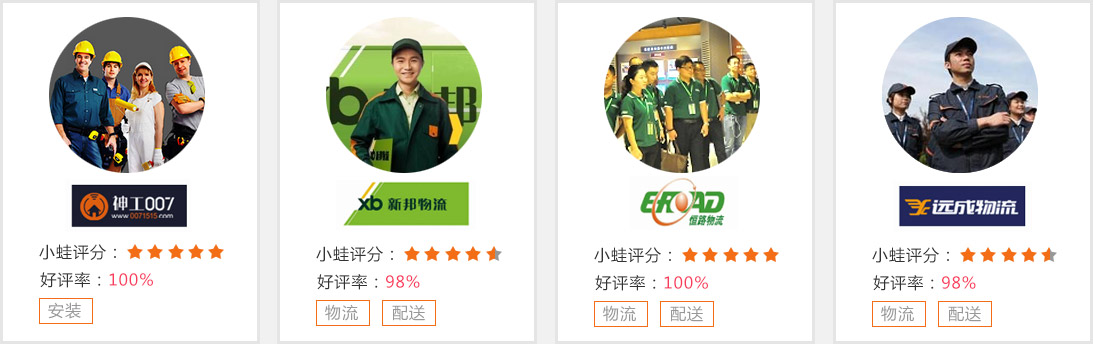 神工007
www.0071515.com
小蛙评分：
好评率：100%
安装
xb 新邦物流
小蛙评分：
好评率：98%
物流 配送
EROAD
恒路物流
小蛙评分：
好评率：100%
物流 配送
远成物流
小蛙评分：
好评率：98%
物流 配送